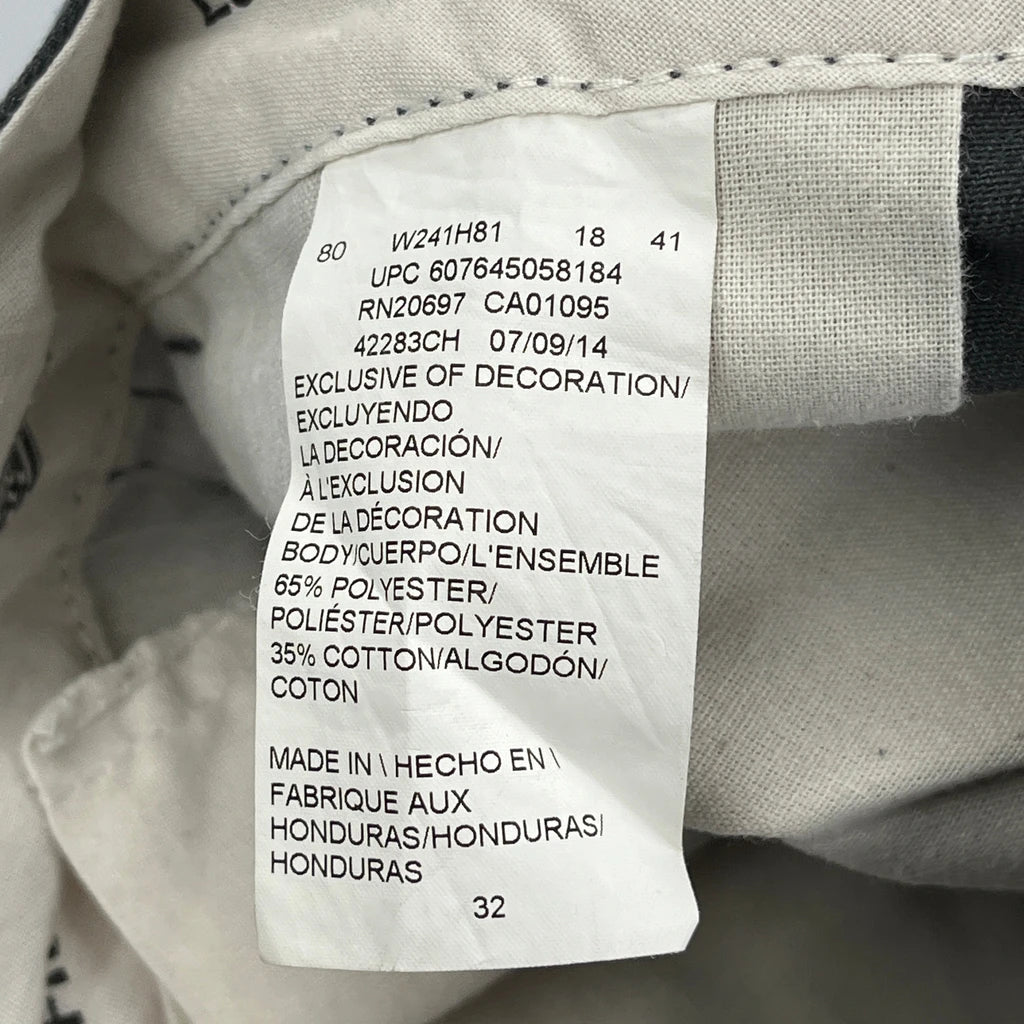 80 W241H81 18 41
UPC 607645058184
RN20697 CA01095
42283CH 07/09/14
EXCLUSIVE OF DECORATION/
EXCLUYENDO
LA DECORACIÓN/
À L'EXCLUSION
DE LA DÉCORATION
BODY/CUERPO/L'ENSEMBLE
65% POLYESTER/
POLIÉSTER/POLYESTER
35% COTTON/ALGODÓN/
COTON
MADE IN \ HECHO EN \
FABRIQUE AUX
HONDURAS/HONDURAS/
HONDURAS
32